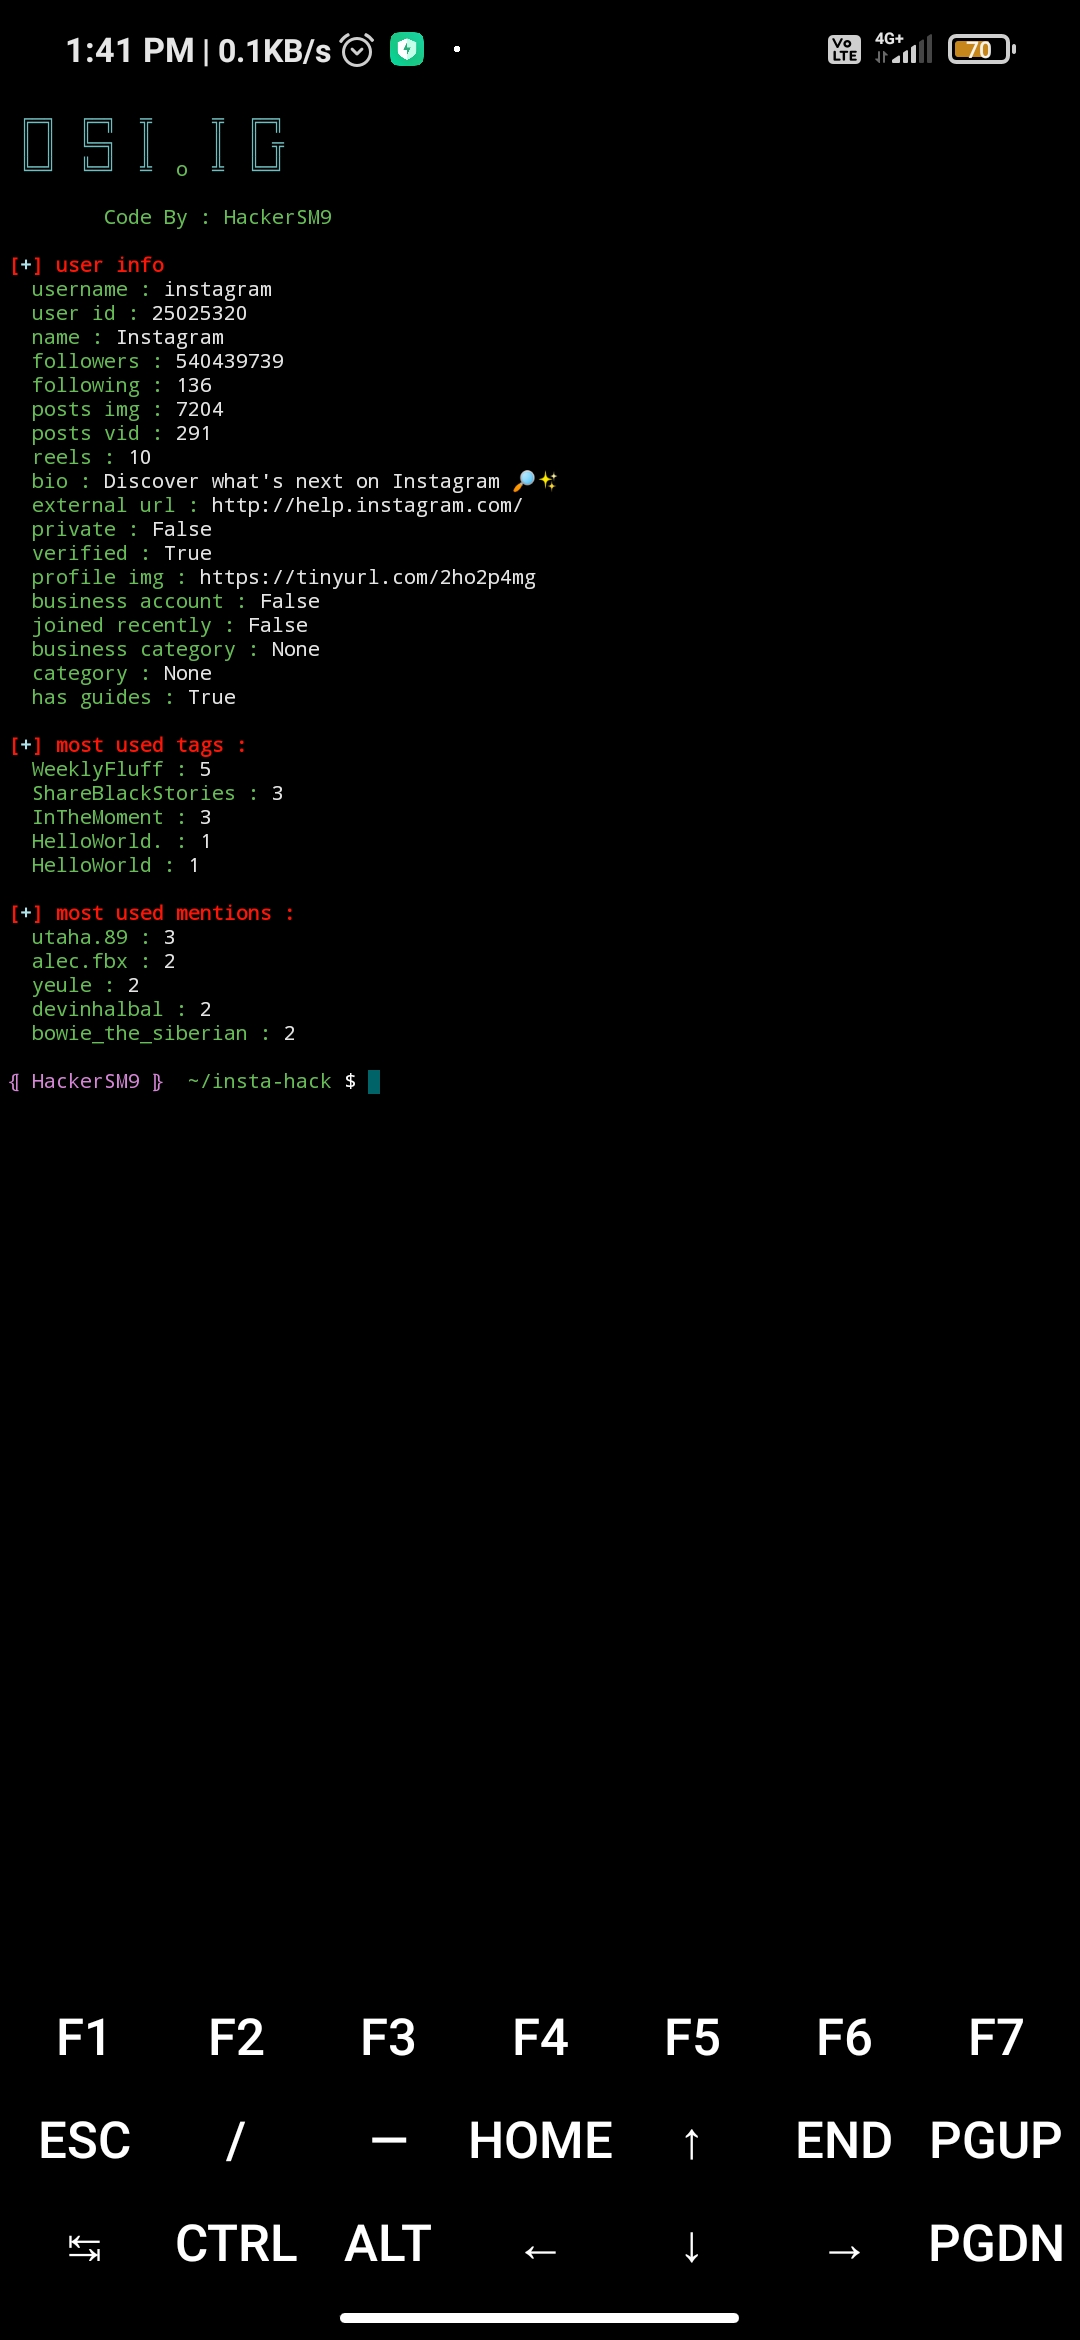 1:41 PM | 0.1KB/s
Vo LTE 4G+ 70
OSI.IG
Code By : HackerSM9
[+] user info
username : instagram
user id : 25025320
name : Instagram
followers : 540439739
following : 136
posts img : 7204
posts vid : 291
reels : 10
bio : Discover what's next on Instagram 🔎✨
external url : http://help.instagram.com/
private : False
verified : True
profile img : https://tinyurl.com/2ho2p4mg
business account : False
joined recently : False
business category : None
category : None
has guides : True
[+] most used tags :
WeeklyFluff : 5
ShareBlackStories : 3
InTheMoment : 3
HelloWorld. : 1
HelloWorld : 1
[+] most used mentions :
utaha.89 : 3
alec.fbx : 2
yeule : 2
devinhalbal : 2
bowie_the_siberian : 2
⦃ HackerSM9 ⦄ ~/insta-hack $
F1 F2 F3 F4 F5 F6 F7
ESC / — HOME ↑ END PGUP
↹ CTRL ALT ← ↓ → PGDN